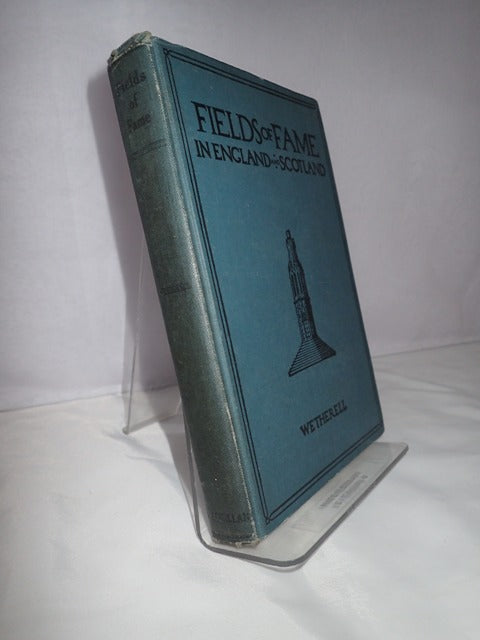 Fields
of
Fame
FIELDS OF FAME
IN ENGLAND AND SCOTLAND
WETHERELL